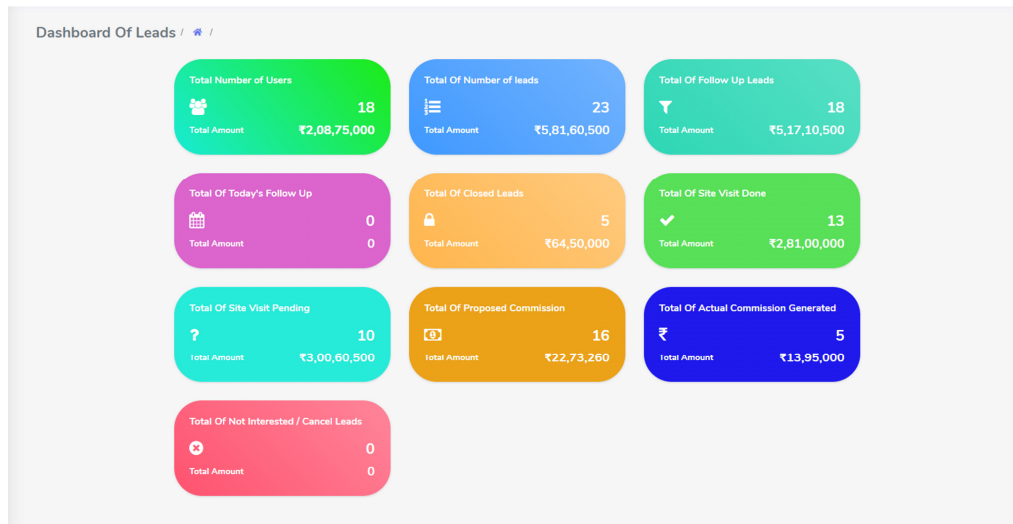 Dashboard Of Leads / /
Total Number of Users
18
Total Amount ₹2,08,75,000
Total Of Number of leads
23
Total Amount ₹5,81,60,500
Total Of Follow Up Leads
18
Total Amount ₹5,17,10,500
Total Of Today's Follow Up
0
Total Amount 0
Total Of Closed Leads
5
Total Amount ₹64,50,000
Total Of Site Visit Done
13
Total Amount ₹2,81,00,000
Total Of Site Visit Pending
? 10
Total Amount ₹3,00,60,500
Total Of Proposed Commission
16
Total Amount ₹22,73,260
Total Of Actual Commission Generated
₹ 5
Total Amount ₹13,95,000
Total Of Not Interested / Cancel Leads
0
Total Amount 0